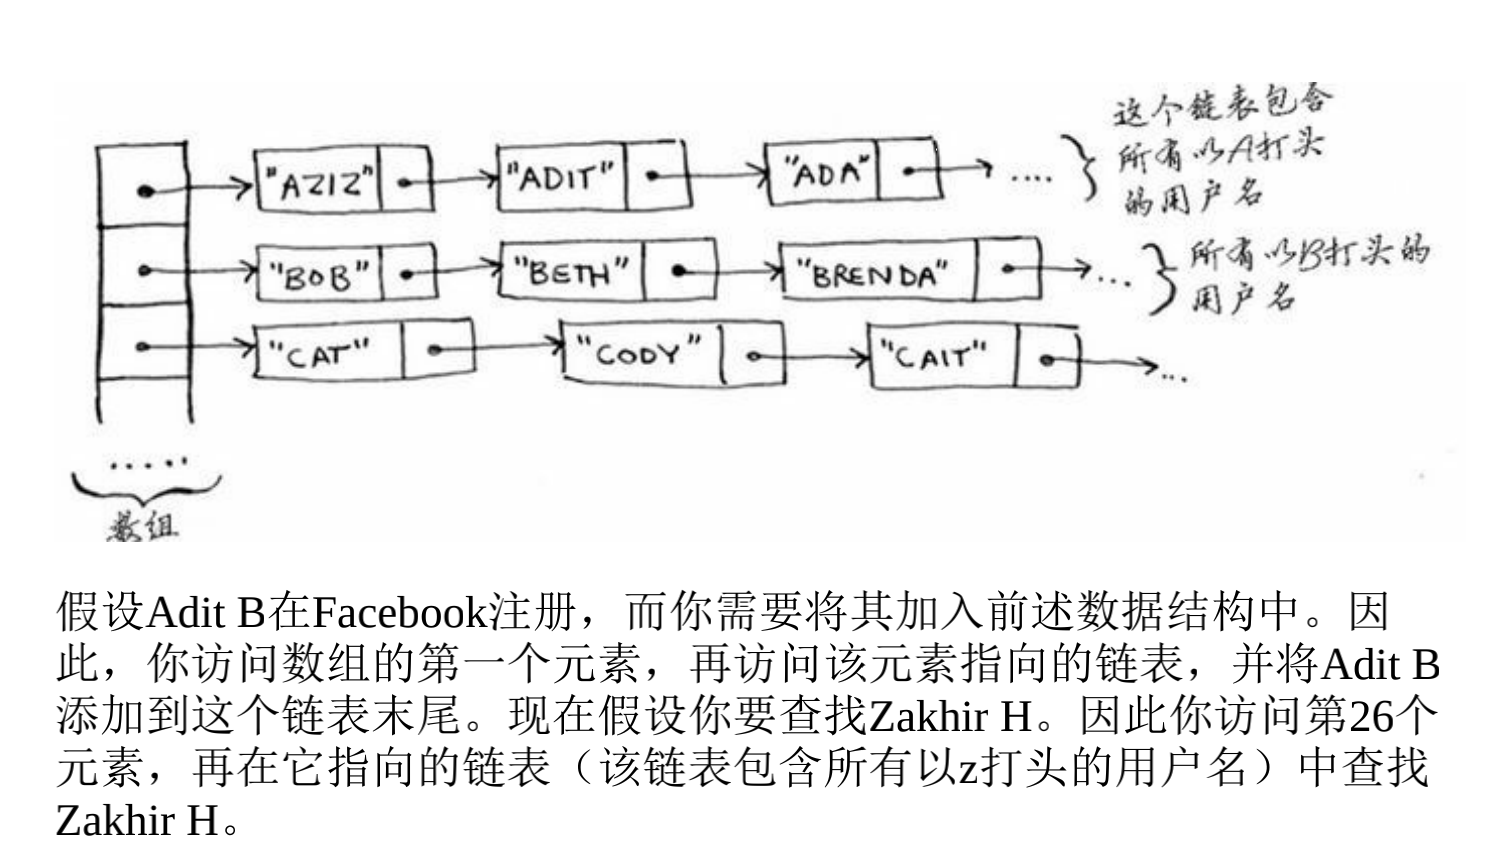 这个链表包含
所有以A打头
的用户名
"AZIZ" "ADIT" "ADA" ....
所有以B打头的
用户名
"BOB" "BETH" "BRENDA" ...
"CAT" "CODY" "CAIT" ...
.....
数组
假设Adit B在Facebook注册，而你需要将其加入前述数据结构中。因
此，你访问数组的第一个元素，再访问该元素指向的链表，并将Adit B
添加到这个链表末尾。现在假设你要查找Zakhir H。因此你访问第26个
元素，再在它指向的链表（该链表包含所有以z打头的用户名）中查找
Zakhir H。